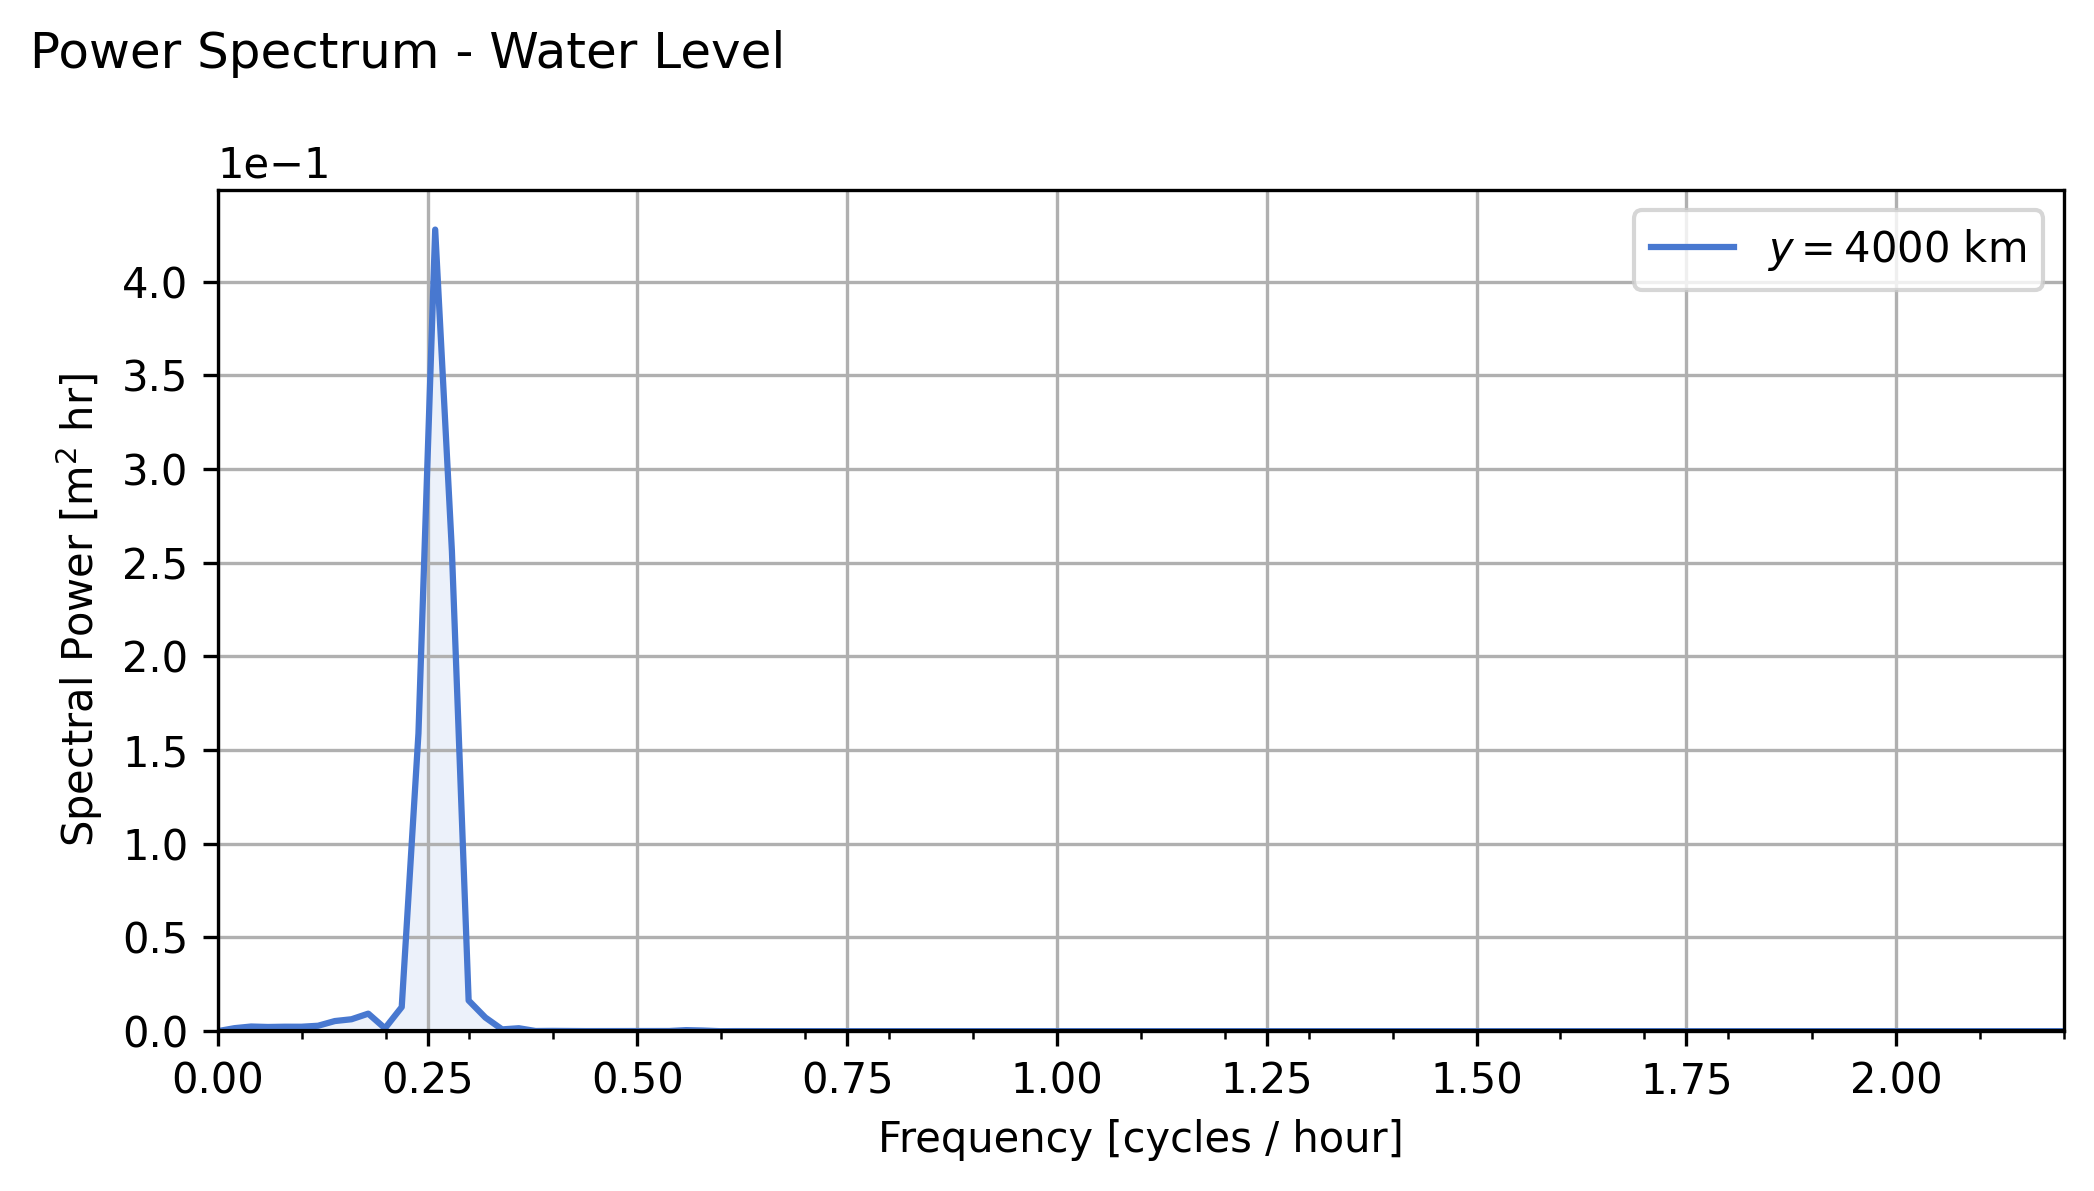 Power Spectrum - Water Level
1e−1
y = 4000 km
4.0
3.5
3.0
2.5
2.0
1.5
1.0
0.5
0.0
Spectral Power [m² hr]
0.00 0.25 0.50 0.75 1.00 1.25 1.50 1.75 2.00
Frequency [cycles / hour]